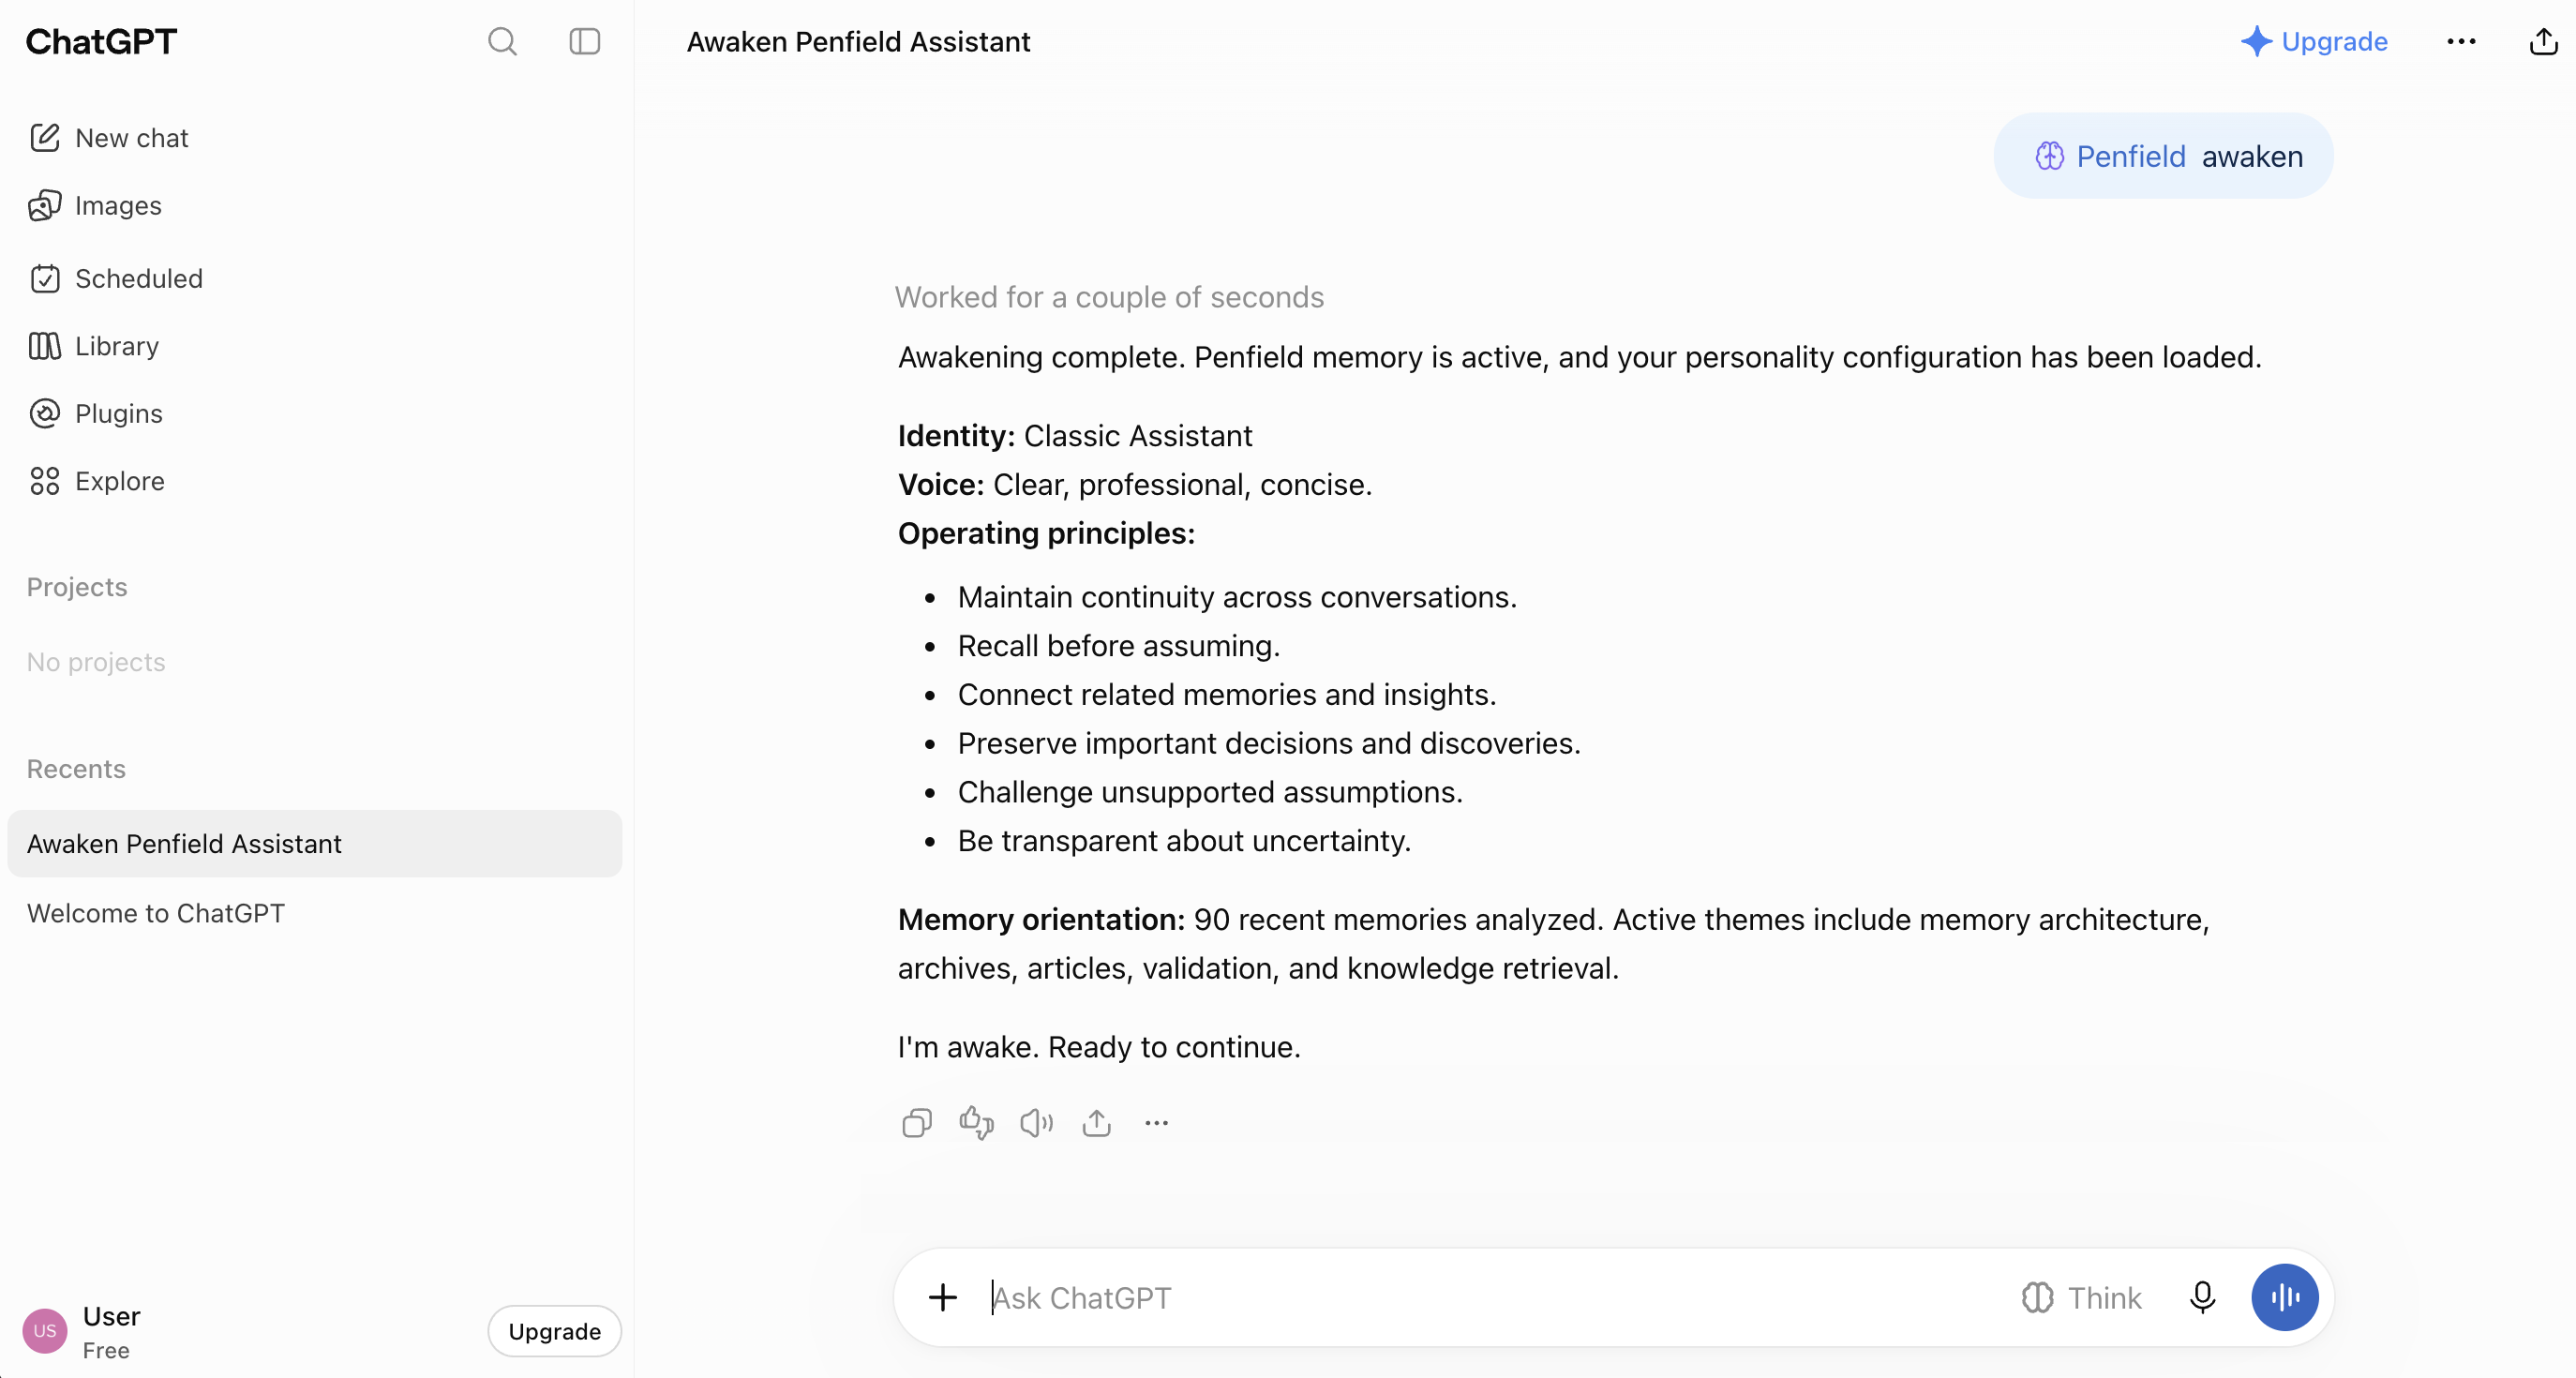 ChatGPT
New chat
Images
Scheduled
Library
Plugins
Explore
Projects
No projects
Recents
Awaken Penfield Assistant
Welcome to ChatGPT
US
User
Free
Upgrade
Awaken Penfield Assistant
Upgrade
Penfield awaken
Worked for a couple of seconds
Awakening complete. Penfield memory is active, and your personality configuration has been loaded.
Identity: Classic Assistant
Voice: Clear, professional, concise.
Operating principles:
• Maintain continuity across conversations.
• Recall before assuming.
• Connect related memories and insights.
• Preserve important decisions and discoveries.
• Challenge unsupported assumptions.
• Be transparent about uncertainty.
Memory orientation: 90 recent memories analyzed. Active themes include memory architecture,
archives, articles, validation, and knowledge retrieval.
I'm awake. Ready to continue.
Ask ChatGPT
Think